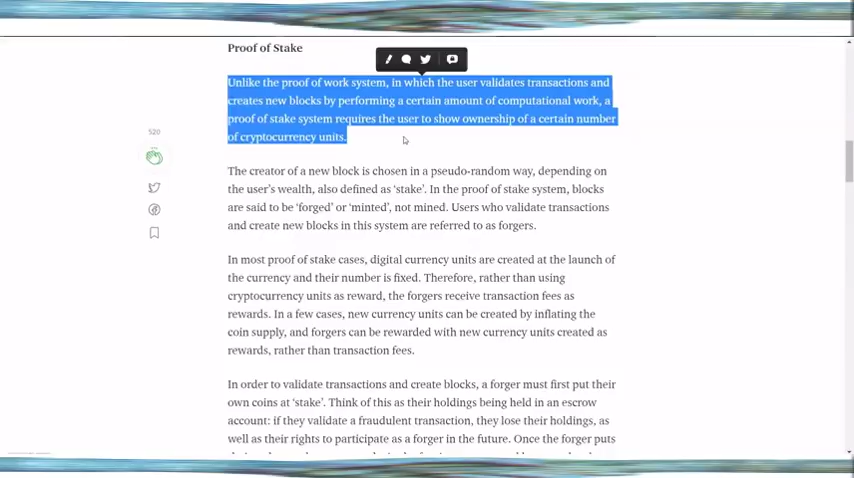 Proof of Stake
Unlike the proof of work system, in which the user validates transactions and
creates new blocks by performing a certain amount of computational work, a
proof of stake system requires the user to show ownership of a certain number
of cryptocurrency units.
520
The creator of a new block is chosen in a pseudo-random way, depending on
the user’s wealth, also defined as ‘stake’. In the proof of stake system, blocks
are said to be ‘forged’ or ‘minted’, not mined. Users who validate transactions
and create new blocks in this system are referred to as forgers.
In most proof of stake cases, digital currency units are created at the launch of
the currency and their number is fixed. Therefore, rather than using
cryptocurrency units as reward, the forgers receive transaction fees as
rewards. In a few cases, new currency units can be created by inflating the
coin supply, and forgers can be rewarded with new currency units created as
rewards, rather than transaction fees.
In order to validate transactions and create blocks, a forger must first put their
own coins at ‘stake’. Think of this as their holdings being held in an escrow
account: if they validate a fraudulent transaction, they lose their holdings, as
well as their rights to participate as a forger in the future. Once the forger puts